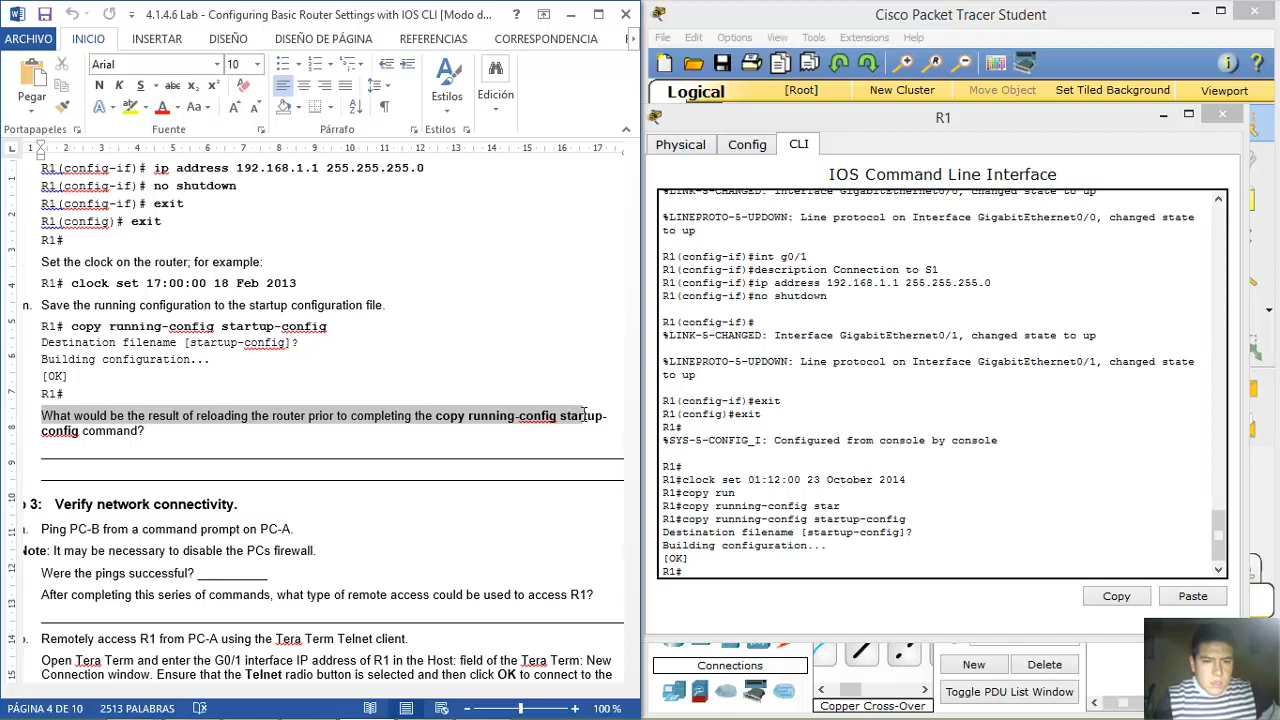 4.1.4.6 Lab - Configuring Basic Router Settings with IOS CLI [Modo d...
ARCHIVO INICIO INSERTAR DISEÑO DISEÑO DE PÁGINA REFERENCIAS CORRESPONDENCIA
Arial 10
Pegar
Estilos
Edición
Portapapeles Fuente Párrafo Estilos
R1(config-if)# ip address 192.168.1.1 255.255.255.0
R1(config-if)# no shutdown
R1(config-if)# exit
R1(config)# exit
R1#
Set the clock on the router; for example:
R1# clock set 17:00:00 18 Feb 2013
Save the running configuration to the startup configuration file.
R1# copy running-config startup-config
Destination filename [startup-config]?
Building configuration...
[OK]
R1#
What would be the result of reloading the router prior to completing the copy running-config startup-
config command?
3: Verify network connectivity.
Ping PC-B from a command prompt on PC-A.
Note: It may be necessary to disable the PCs firewall.
Were the pings successful? __________
After completing this series of commands, what type of remote access could be used to access R1?
Remotely access R1 from PC-A using the Tera Term Telnet client.
Open Tera Term and enter the G0/1 interface IP address of R1 in the Host: field of the Tera Term: New
Connection window. Ensure that the Telnet radio button is selected and then click OK to connect to the
PÁGINA 4 DE 10 2513 PALABRAS 100 %
Cisco Packet Tracer Student
File Edit Options View Tools Extensions Help
Logical [Root] New Cluster Move Object Set Tiled Background Viewport
R1
Physical Config CLI
IOS Command Line Interface
%LINK-5-CHANGED: Interface GigabitEthernet0/0, changed state to up
%LINEPROTO-5-UPDOWN: Line protocol on Interface GigabitEthernet0/0, changed state
to up
R1(config-if)#int g0/1
R1(config-if)#description Connection to S1
R1(config-if)#ip address 192.168.1.1 255.255.255.0
R1(config-if)#no shutdown
R1(config-if)#
%LINK-5-CHANGED: Interface GigabitEthernet0/1, changed state to up
%LINEPROTO-5-UPDOWN: Line protocol on Interface GigabitEthernet0/1, changed state
to up
R1(config-if)#exit
R1(config)#exit
R1#
%SYS-5-CONFIG_I: Configured from console by console
R1#
R1#clock set 01:12:00 23 October 2014
R1#copy run
R1#copy running-config star
R1#copy running-config startup-config
Destination filename [startup-config]?
Building configuration...
[OK]
R1#
Copy Paste
Connections
Copper Cross-Over
New Delete
Toggle PDU List Window